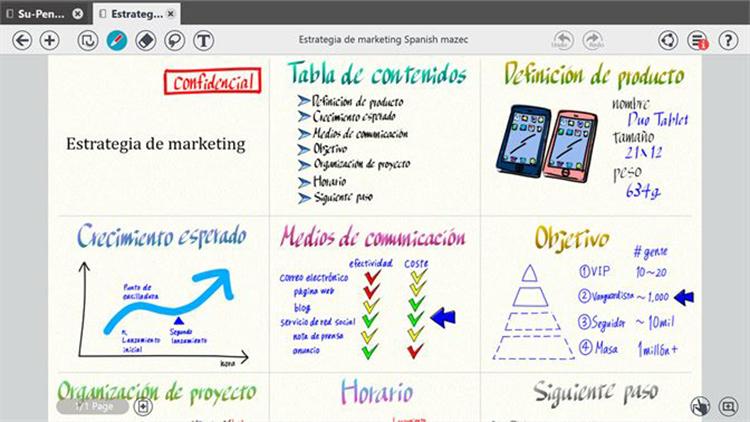 Su-Pen...
Estrateg...
T
Estrategia de marketing Spanish mazec
Undo
Redo
?
Confidencial
Estrategia de marketing
Tabla de contenidos
Definición de producto
Crecimiento esperado
Medios de comunicación
Objetivo
Organización de proyecto
Horario
Siguiente paso
Definición de producto
nombre
Duo Tablet
tamaño
21x12
peso
634g
Crecimiento esperado
Punto de
Lanzamiento
inicial
Segundo
lanzamiento
hora
Medios de comunicación
efectividad
coste
correo electrónico
página web
blog
servicio de red social
nota de prensa
anuncio
Objetivo
# gente
① VIP 10~20
② Vanguardista ~1,000
③ Seguidor ~10mil
④ Masa 1millón+
Organización de proyecto
Horario
Siguiente paso
1/1 Page